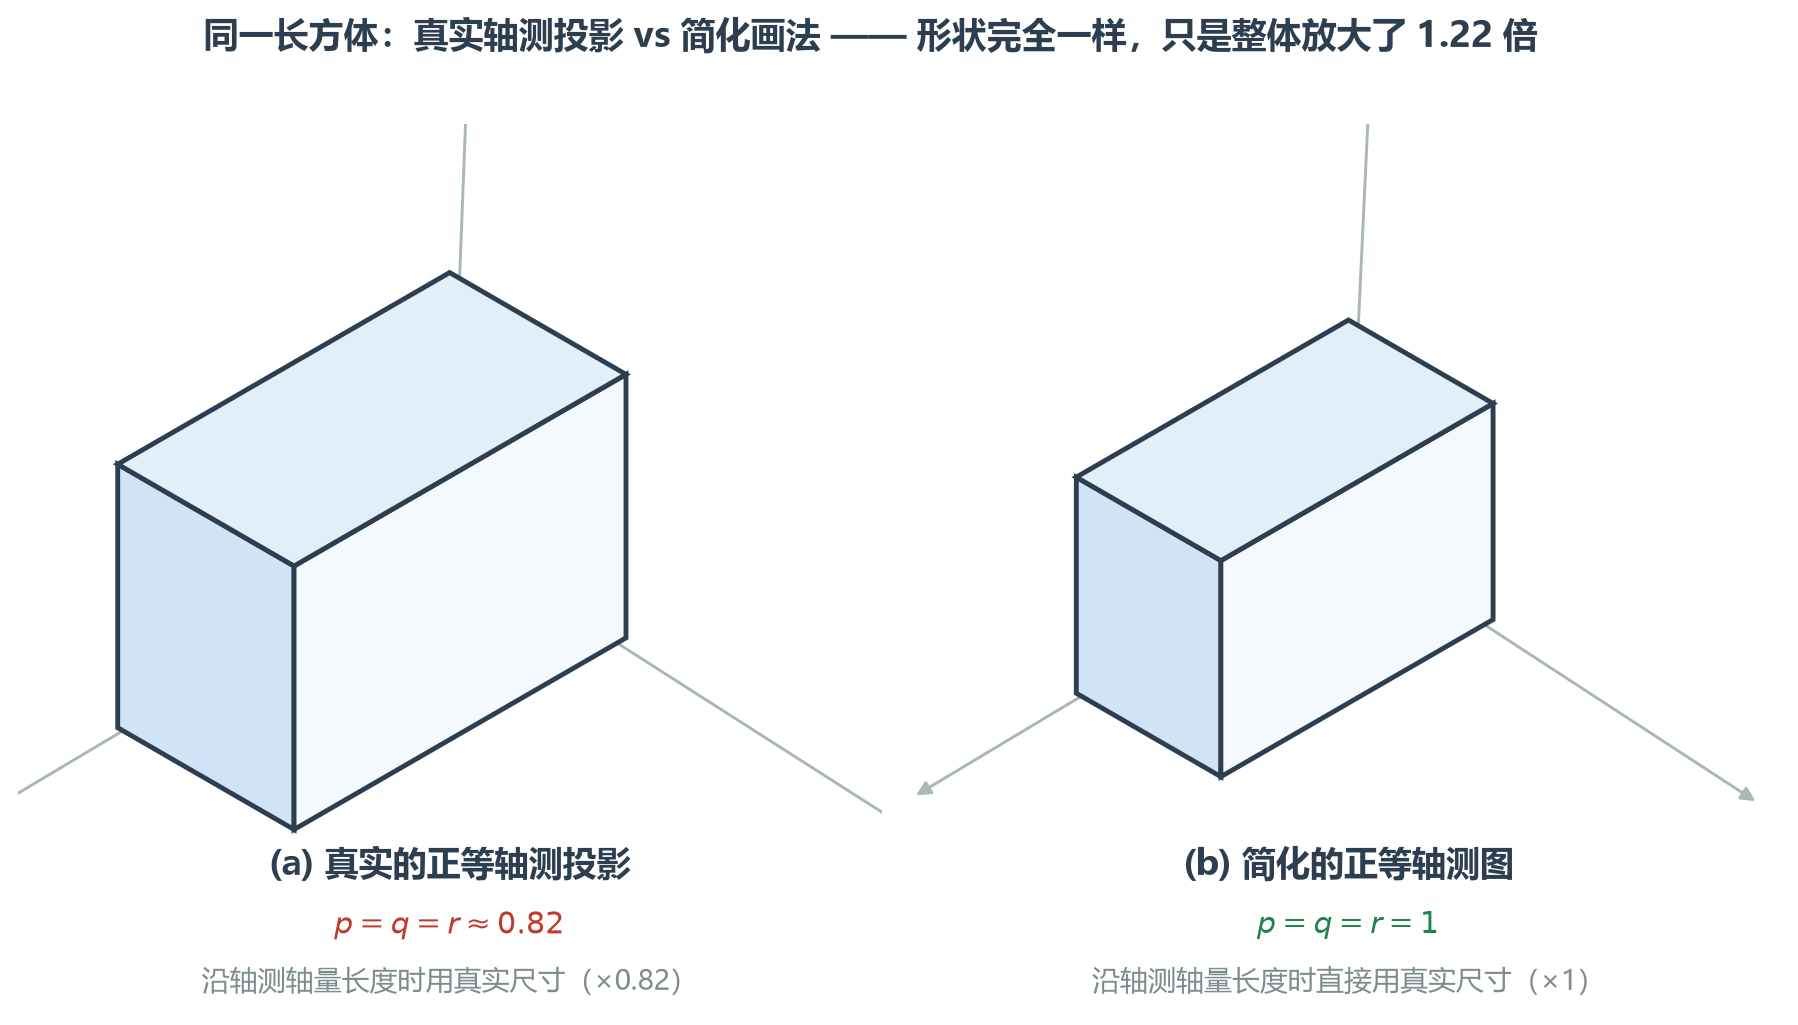 同一长方体：真实轴测投影 vs 简化画法 —— 形状完全一样，只是整体放大了 1.22 倍
(a) 真实的正等轴测投影
p = q = r ≈ 0.82
沿轴测轴量长度时用真实尺寸（×0.82）
(b) 简化的正等轴测图
p = q = r = 1
沿轴测轴量长度时直接用真实尺寸（×1）